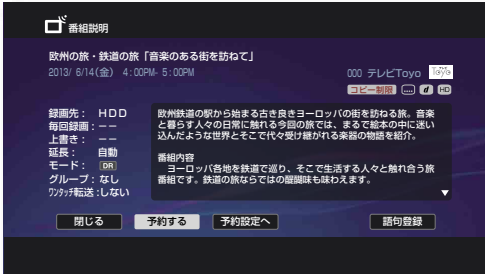 番組説明
欧州の旅・鉄道の旅「音楽のある街を訪ねて」
2013/ 6/14(金) 4:00PM- 5:00PM
000 テレビToyo Toyo
コピー制限 d HD
録画先: HDD
毎回録画:ーー
上書き: ーー
延長: 自動
モード: DR
グループ:なし
ワンタッチ転送:しない
欧州鉄道の駅から始まる古き良きヨーロッパの街を訪ねる旅。音楽
と暮らす人々の日常に触れる今回の旅では、まるで絵本の中に迷い
込んだような世界とそこで代々受け継がれる楽器の物語を紹介。
番組内容
ヨーロッパ各地を鉄道で巡り、そこで生活する人々と触れ合う旅
番組です。鉄道の旅ならではの醍醐味も味わえます。
閉じる 予約する 予約設定へ 語句登録